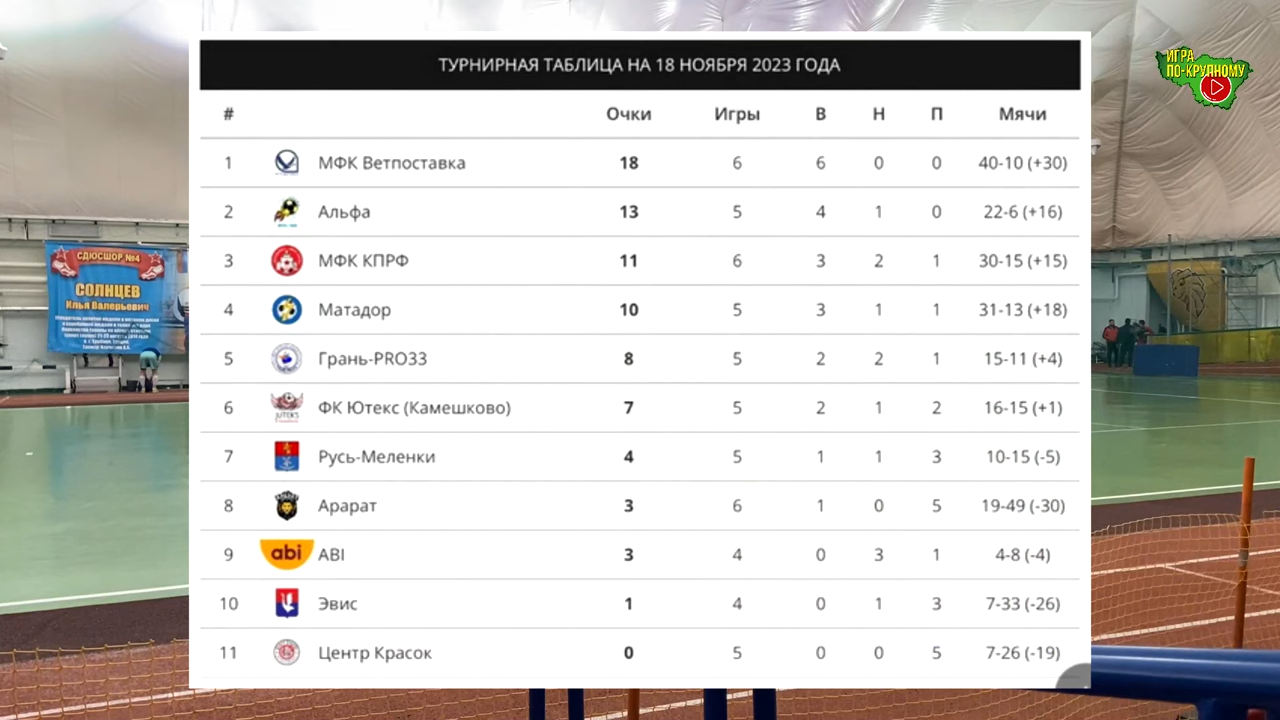 ТУРНИРНАЯ ТАБЛИЦА НА 18 НОЯБРЯ 2023 ГОДА
ИГРА
ПО-КРУПНОМУ
# Очки Игры В Н П Мячи
1 МФК Ветпоставка 18 6 6 0 0 40-10 (+30)
2 Альфа 13 5 4 1 0 22-6 (+16)
3 МФК КПРФ 11 6 3 2 1 30-15 (+15)
4 Матадор 10 5 3 1 1 31-13 (+18)
5 Грань-PRO33 8 5 2 2 1 15-11 (+4)
6 JUTEKS ФК Ютекс (Камешково) 7 5 2 1 2 16-15 (+1)
7 Русь-Меленки 4 5 1 1 3 10-15 (-5)
8 Арарат 3 6 1 0 5 19-49 (-30)
9 abi ABI 3 4 0 3 1 4-8 (-4)
10 Эвис 1 4 0 1 3 7-33 (-26)
11 Центр Красок 0 5 0 0 5 7-26 (-19)
СДЮСШОР №4
СОЛНЦЕВ
Илья Валерьевич